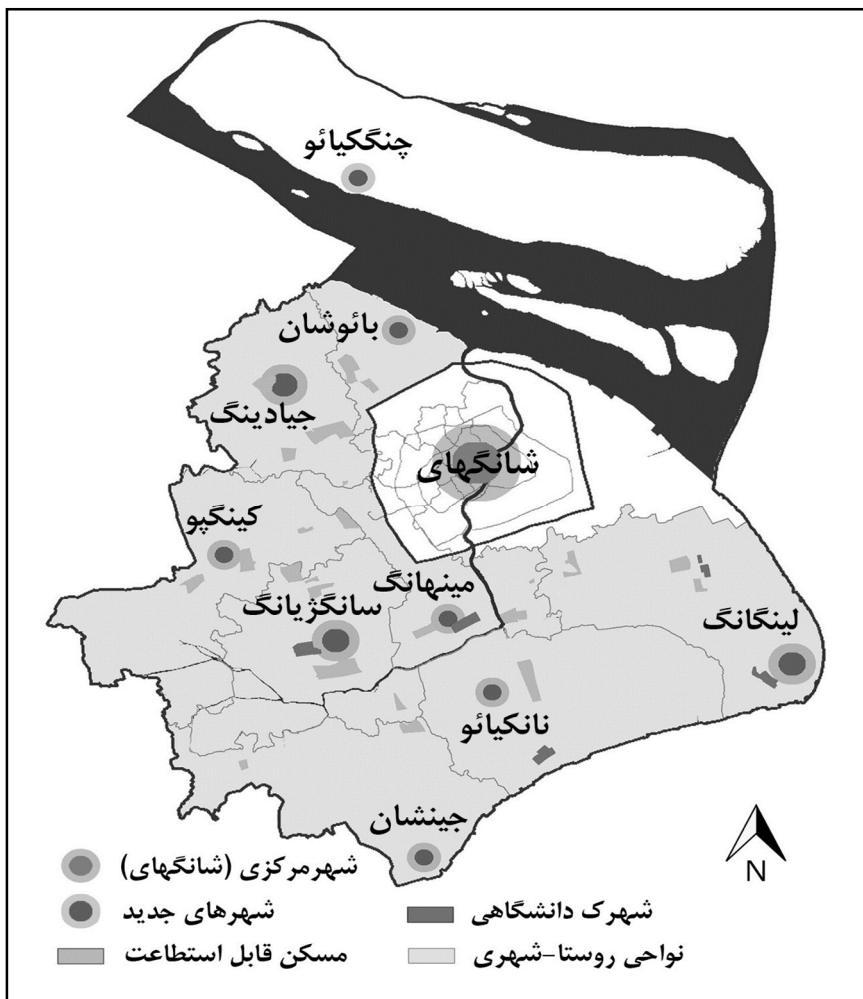 چنگکیائو
بائوشان
جیادینگ
شانگهای
کینگپو
مینهانگ
سانگژیانگ
لینگانگ
نانکیائو
جینشان
N
شهرمرکزی (شانگهای)
شهرهای جدید
شهرک دانشگاهی
مسکن قابل استطاعت
نواحی روستا-شهری